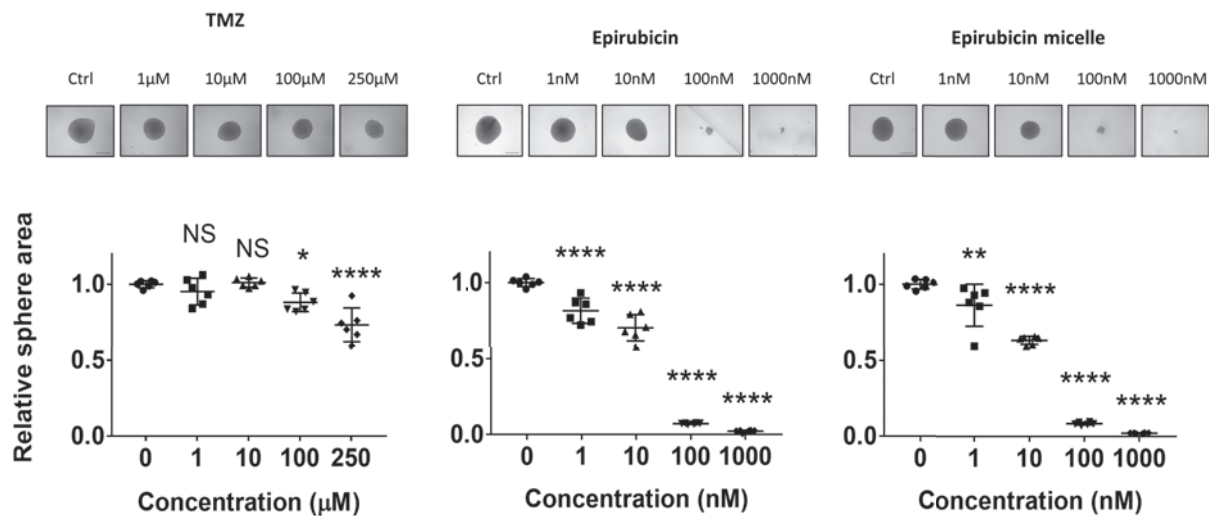 TMZ
Ctrl 1μM 10μM 100μM 250μM
Epirubicin
Ctrl 1nM 10nM 100nM 1000nM
Epirubicin micelle
Ctrl 1nM 10nM 100nM 1000nM
Relative sphere area
NS NS * ****
1.0
0.5
0.0
0 1 10 100 250
Concentration (μM)
**** **** **** ****
1.0
0.5
0.0
0 1 10 100 1000
Concentration (nM)
** **** **** ****
1.0
0.5
0.0
0 1 10 100 1000
Concentration (nM)